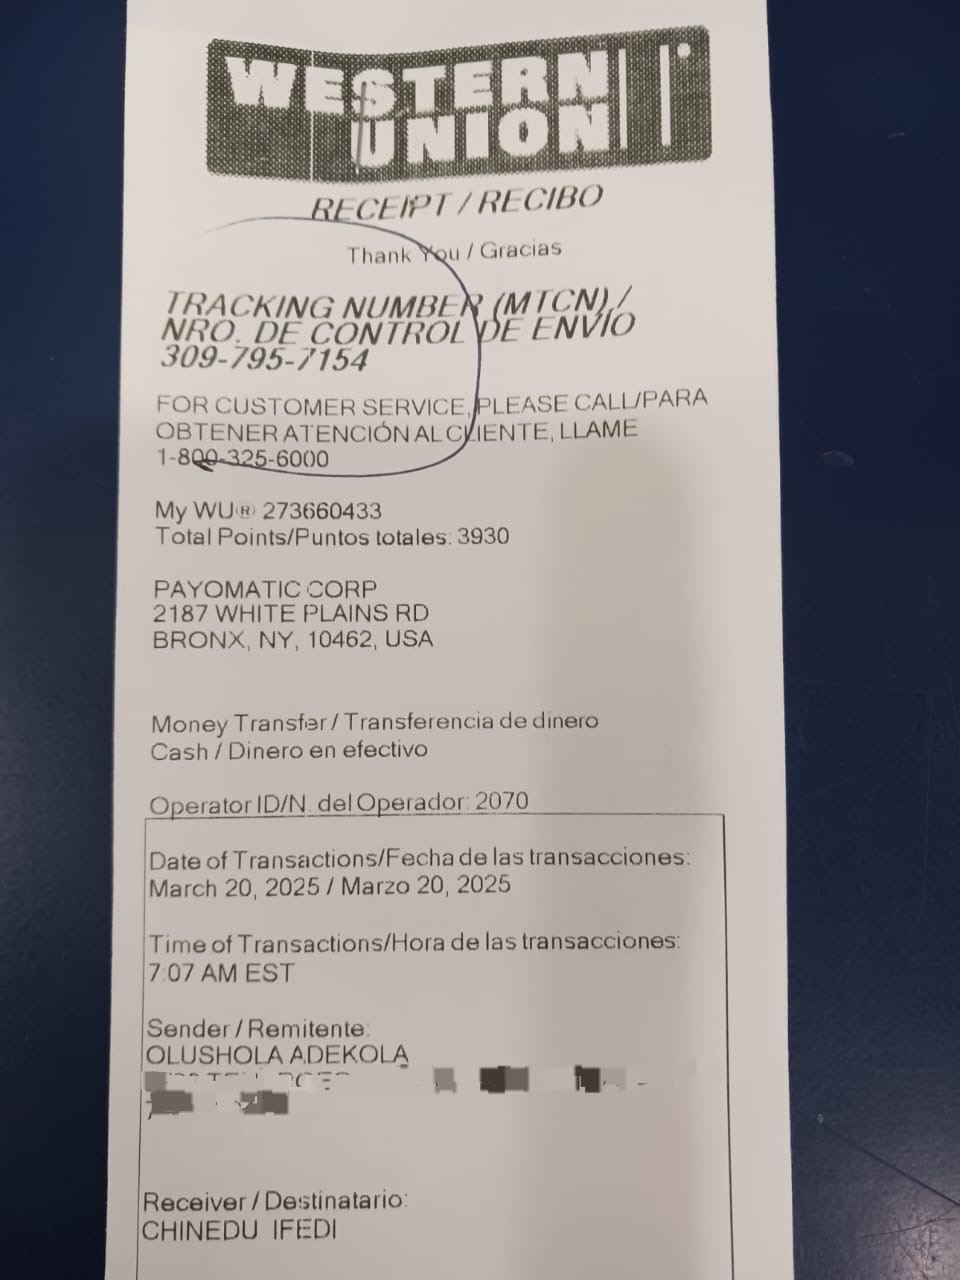 WESTERN
UNION
RECEIPT / RECIBO
Thank You / Gracias
TRACKING NUMBER (MTCN) /
NRO. DE CONTROL DE ENVÍO
309-795-7154
FOR CUSTOMER SERVICE, PLEASE CALL/PARA
OBTENER ATENCIÓN AL CLIENTE, LLAME
1-800-325-6000
My WU® 273660433
Total Points/Puntos totales: 3930
PAYOMATIC CORP
2187 WHITE PLAINS RD
BRONX, NY, 10462, USA
Money Transfer / Transferencia de dinero
Cash / Dinero en efectivo
Operator ID/N. del Operador: 2070
Date of Transactions/Fecha de las transacciones:
March 20, 2025 / Marzo 20, 2025
Time of Transactions/Hora de las transacciones:
7:07 AM EST
Sender / Remitente:
OLUSHOLA ADEKOLA
Receiver / Destinatario:
CHINEDU IFEDI